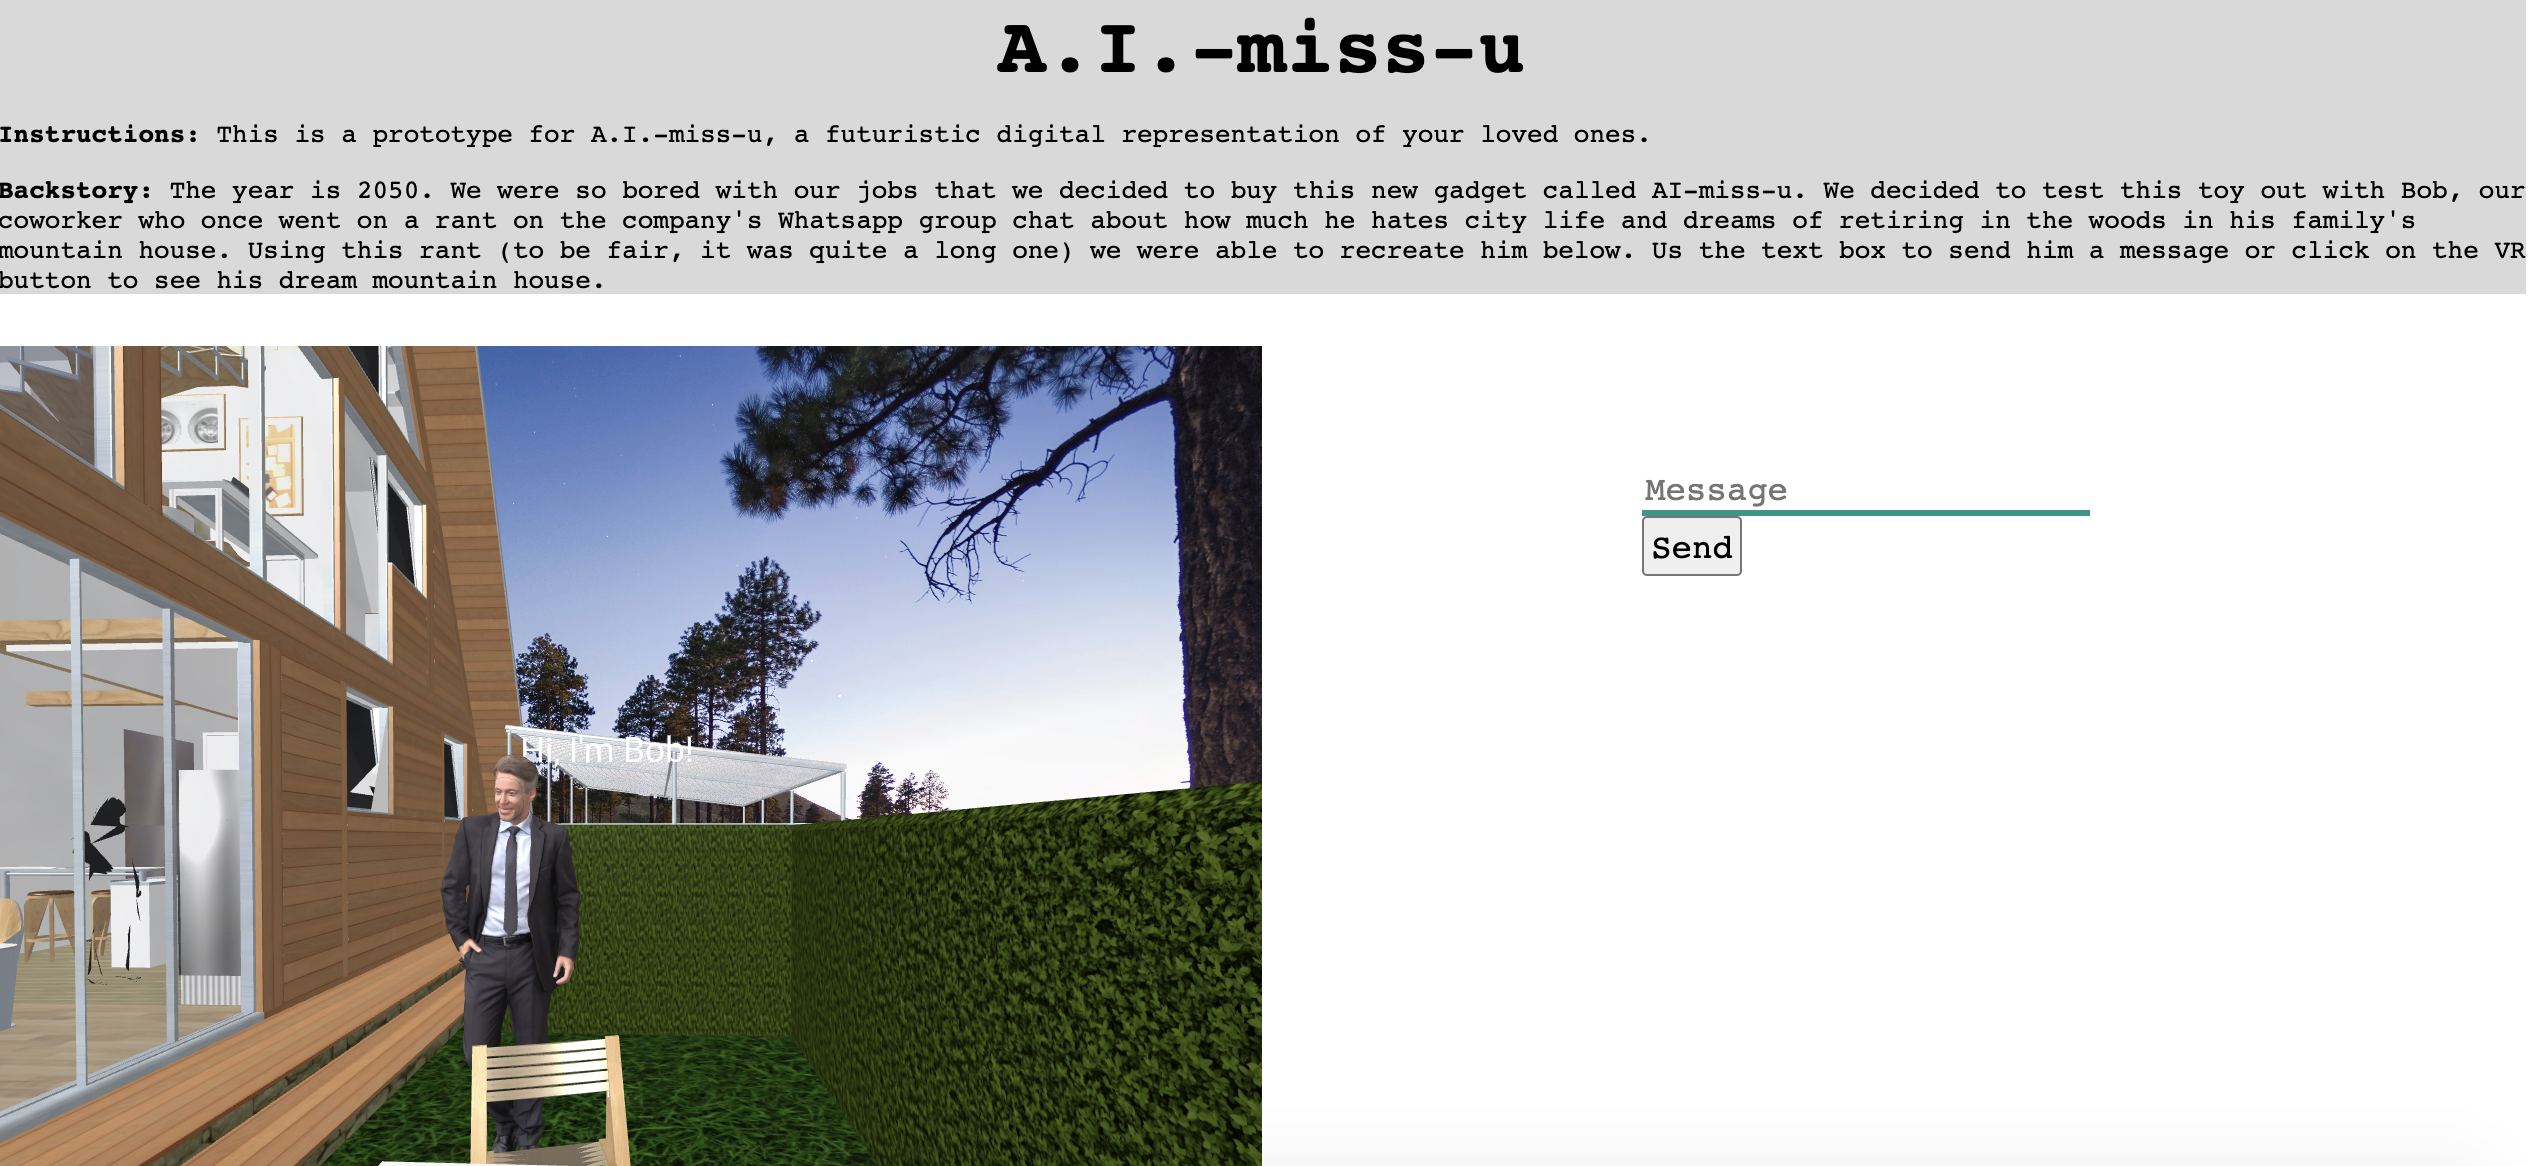 A.I.-miss-u
Instructions: This is a prototype for A.I.-miss-u, a futuristic digital representation of your loved ones.
Backstory: The year is 2050. We were so bored with our jobs that we decided to buy this new gadget called AI-miss-u. We decided to test this toy out with Bob, our
coworker who once went on a rant on the company's Whatsapp group chat about how much he hates city life and dreams of retiring in the woods in his family's
mountain house. Using this rant (to be fair, it was quite a long one) we were able to recreate him below. Us the text box to send him a message or click on the VR
button to see his dream mountain house.
Message
Send
Hi, I'm Bob!